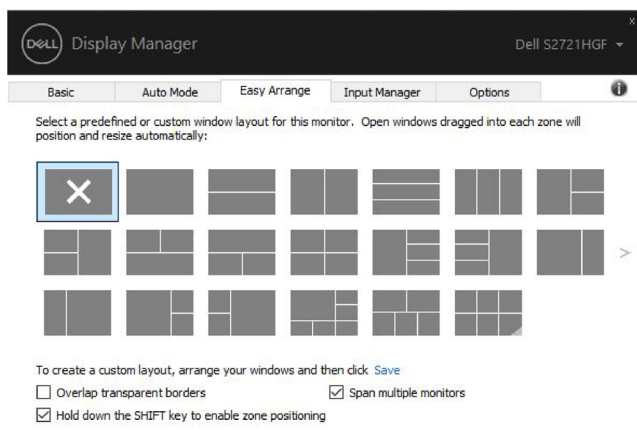 DELL Display Manager
Dell S2721HGF
Basic
Auto Mode
Easy Arrange
Input Manager
Options
Select a predefined or custom window layout for this monitor. Open windows dragged into each zone will
position and resize automatically:
To create a custom layout, arrange your windows and then click Save
Overlap transparent borders
Span multiple monitors
Hold down the SHIFT key to enable zone positioning